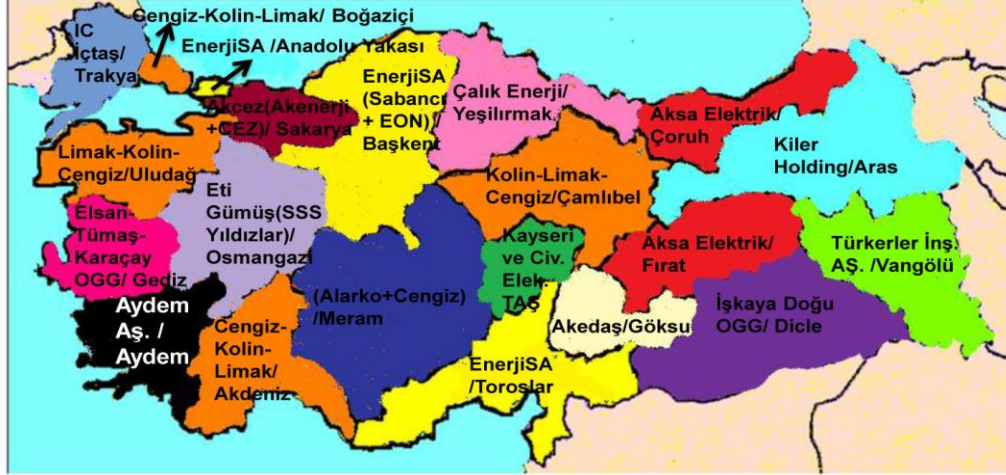 Cengiz-Kolin-Limak/ Boğaziçi
IC
İçtaş/
Trakya
EnerjiSA /Anadolu Yakası
EnerjiSA
(Sabancı
+ EON) /
Başkent
Çalık Enerji/
Yeşilırmak
Akcez(Akenerji
+CEZ)/ Sakarya
Aksa Elektrik/
Çoruh
Kiler
Holding/Aras
Limak-Kolin-
Cengiz/Uludağ
Eti
Gümüş(SSS
Yıldızlar)/
Osmangazi
Kolin-Limak-
Cengiz/Çamlıbel
Elsan-
Tümaş-
Karaçay
OGG/ Gediz
Kayseri
ve Civ.
Elek.
TAŞ
Aksa Elektrik/
Fırat
Türkerler İnş.
AŞ. /Vangölü
Aydem
Aş. /
Aydem
(Alarko+Cengiz)
/Meram
Akedaş/Göksu
İşkaya Doğu
OGG/ Dicle
Cengiz-
Kolin-
Limak/
Akdeniz
EnerjiSA
/Toroslar